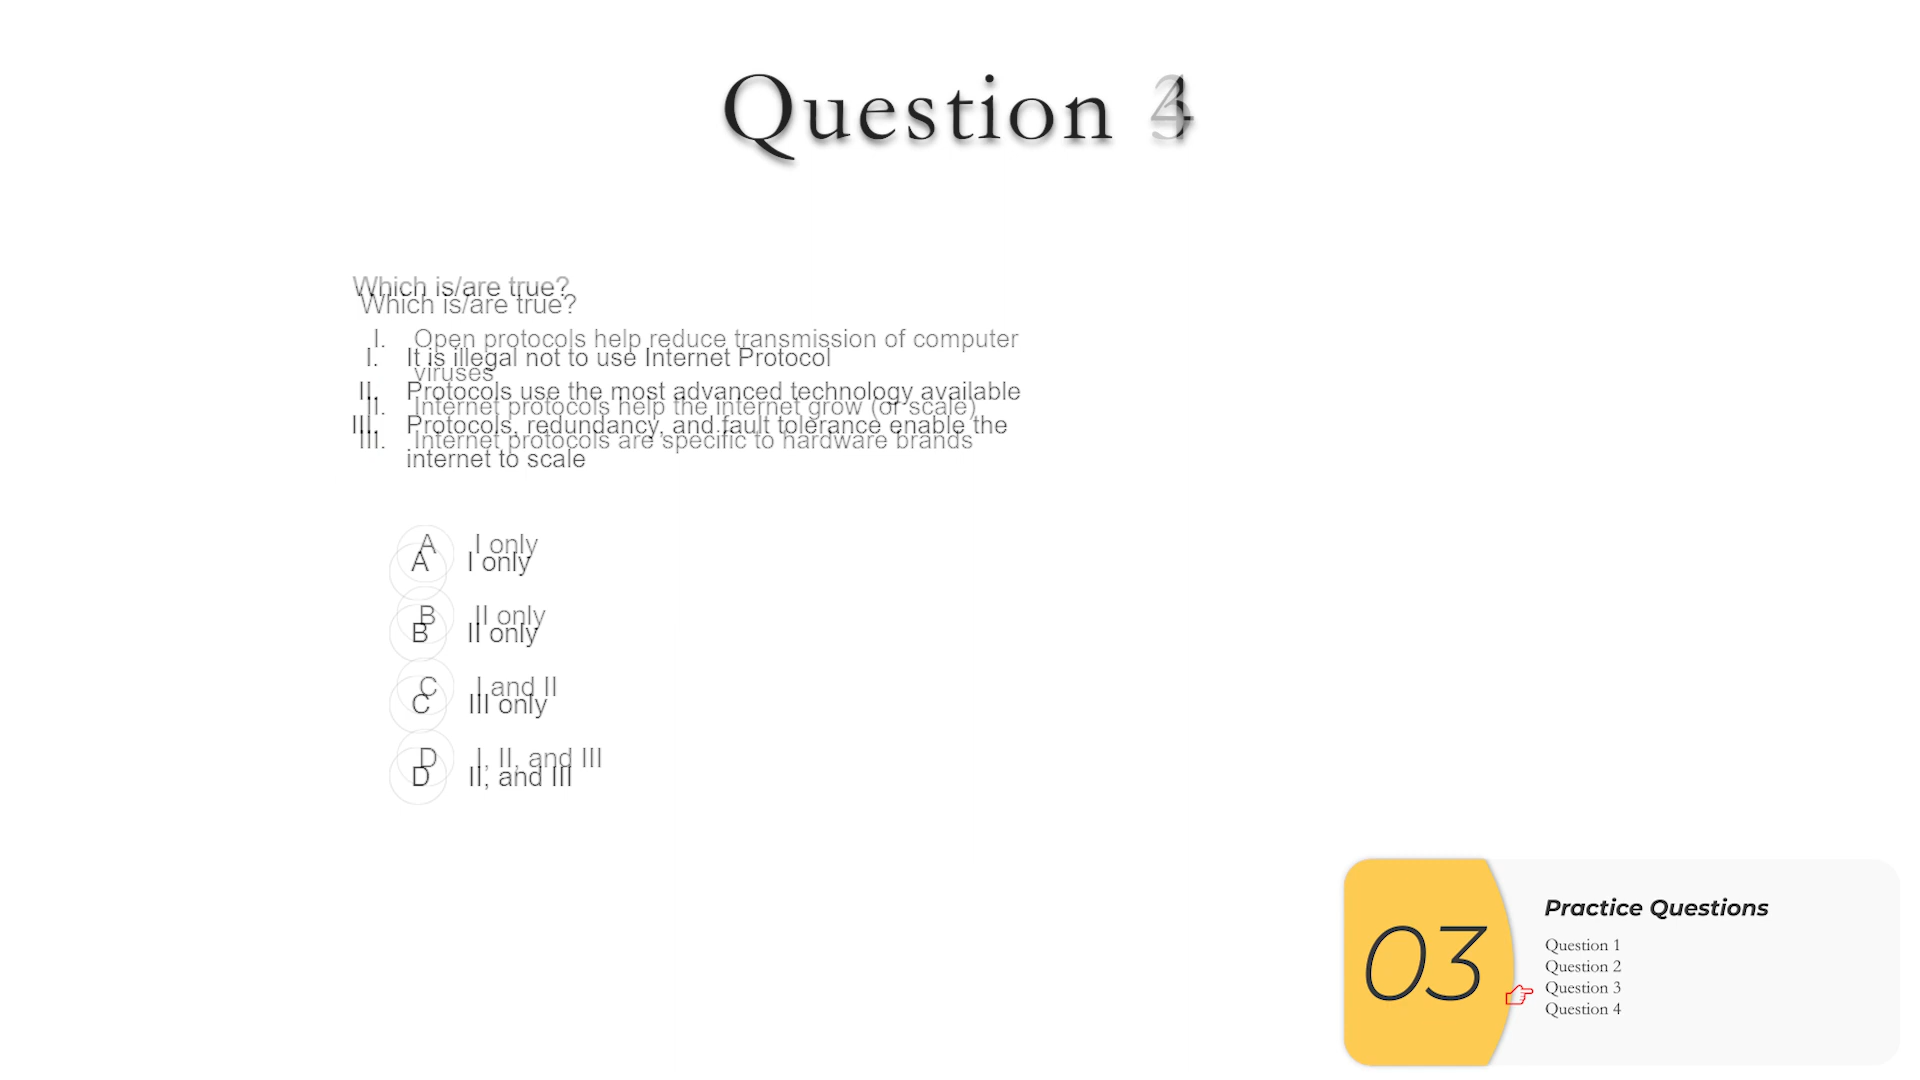 Question 3 4
Which is/are true?
Which is/are true?
I. Open protocols help reduce transmission of computer
I. It is illegal not to use Internet Protocol
viruses
II. Protocols use the most advanced technology available
II. Internet protocols help the internet grow (or scale)
III. Protocols, redundancy, and fault tolerance enable the
III. Internet protocols are specific to hardware brands
internet to scale
A I only
A I only
B II only
B II only
C I and II
C III only
D I, II, and III
D II, and III
03
Practice Questions
Question 1
Question 2
Question 3
Question 4